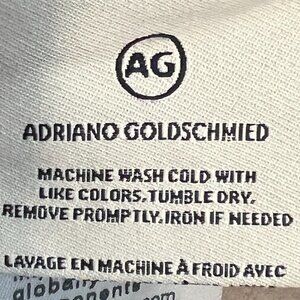 AG
ADRIANO GOLDSCHMIED
MACHINE WASH COLD WITH
LIKE COLORS. TUMBLE DRY.
REMOVE PROMPTLY. IRON IF NEEDED
LAVAGE EN MACHINE À FROID AVEC